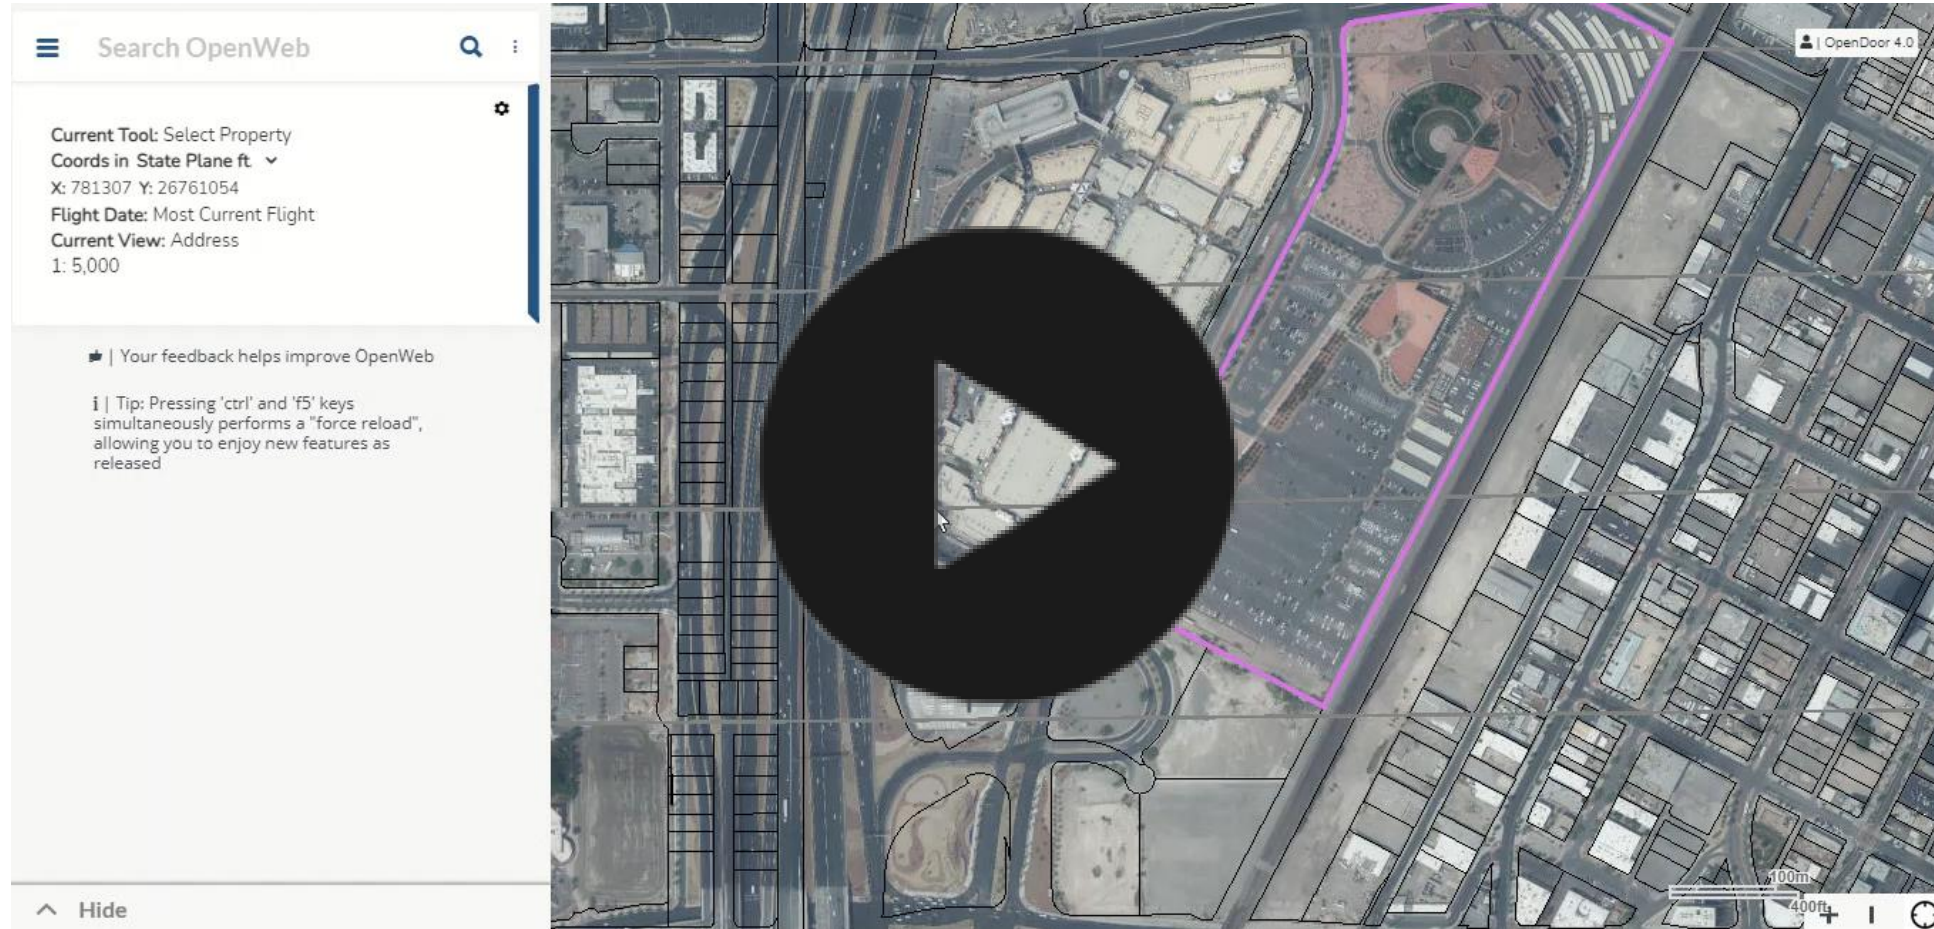 Search OpenWeb
| OpenDoor 4.0
Current Tool: Select Property
Coords in State Plane ft
X: 781307 Y: 26761054
Flight Date: Most Current Flight
Current View: Address
1: 5,000
| Your feedback helps improve OpenWeb
i | Tip: Pressing 'ctrl' and 'f5' keys
simultaneously performs a "force reload",
allowing you to enjoy new features as
released
100m
400ft
Hide